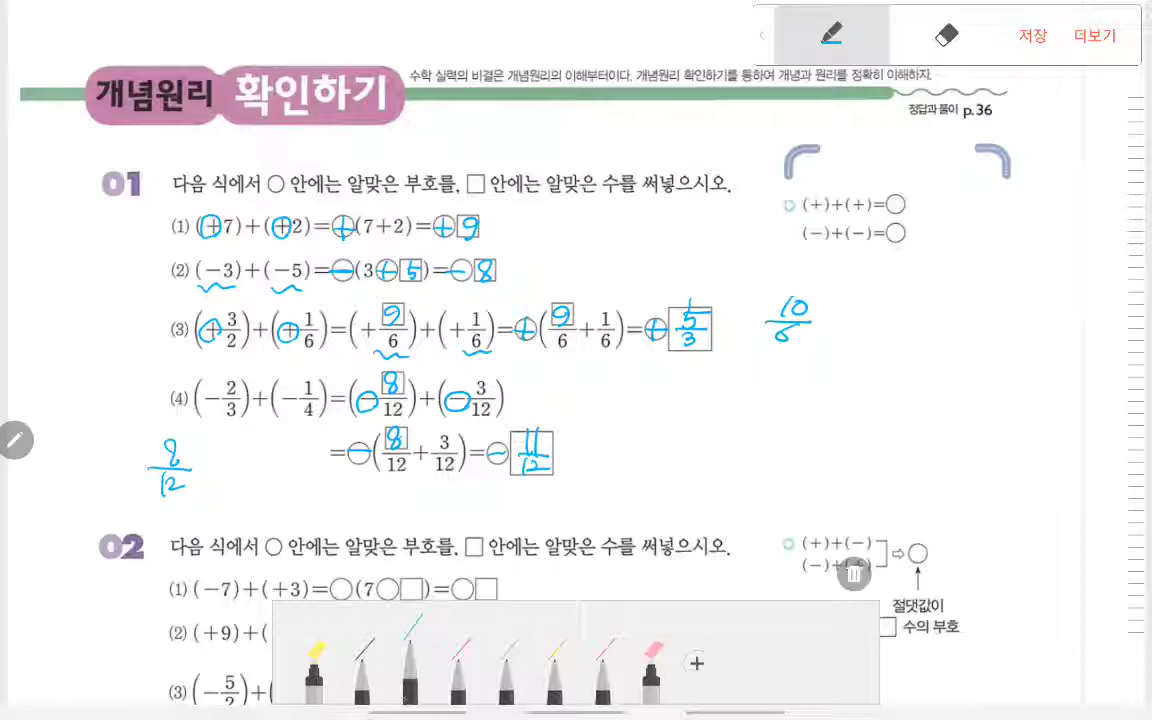 저장 더보기
수학 실력의 비결은 개념원리의 이해부터이다. 개념원리 확인하기를 통하여 개념과 원리를 정확히 이해하자.
개념원리 확인하기
정답과 풀이 p.36
01 다음 식에서 ○ 안에는 알맞은 부호를, □ 안에는 알맞은 수를 써넣으시오.
(+)+(+)=○
(-)+(-)=○
(1) (+7)+(+2)=+(7+2)=+9
(2) (-3)+(-5)=-(3+5)=-8
(3) (+3/2)+(+1/6)=(+9/6)+(+1/6)=+(9/6+1/6)=+5/3
10/6
(4) (-2/3)+(-1/4)=(-8/12)+(-3/12)
=-(8/12+3/12)=-11/12
8/12
02 다음 식에서 ○ 안에는 알맞은 부호를, □ 안에는 알맞은 수를 써넣으시오.
(+)+(-)
⇨○
절댓값이
□ 수의 부호
(1) (-7)+(+3)=○(7○□)=○□
(2) (+9)+(
(3) (-5/2)+(